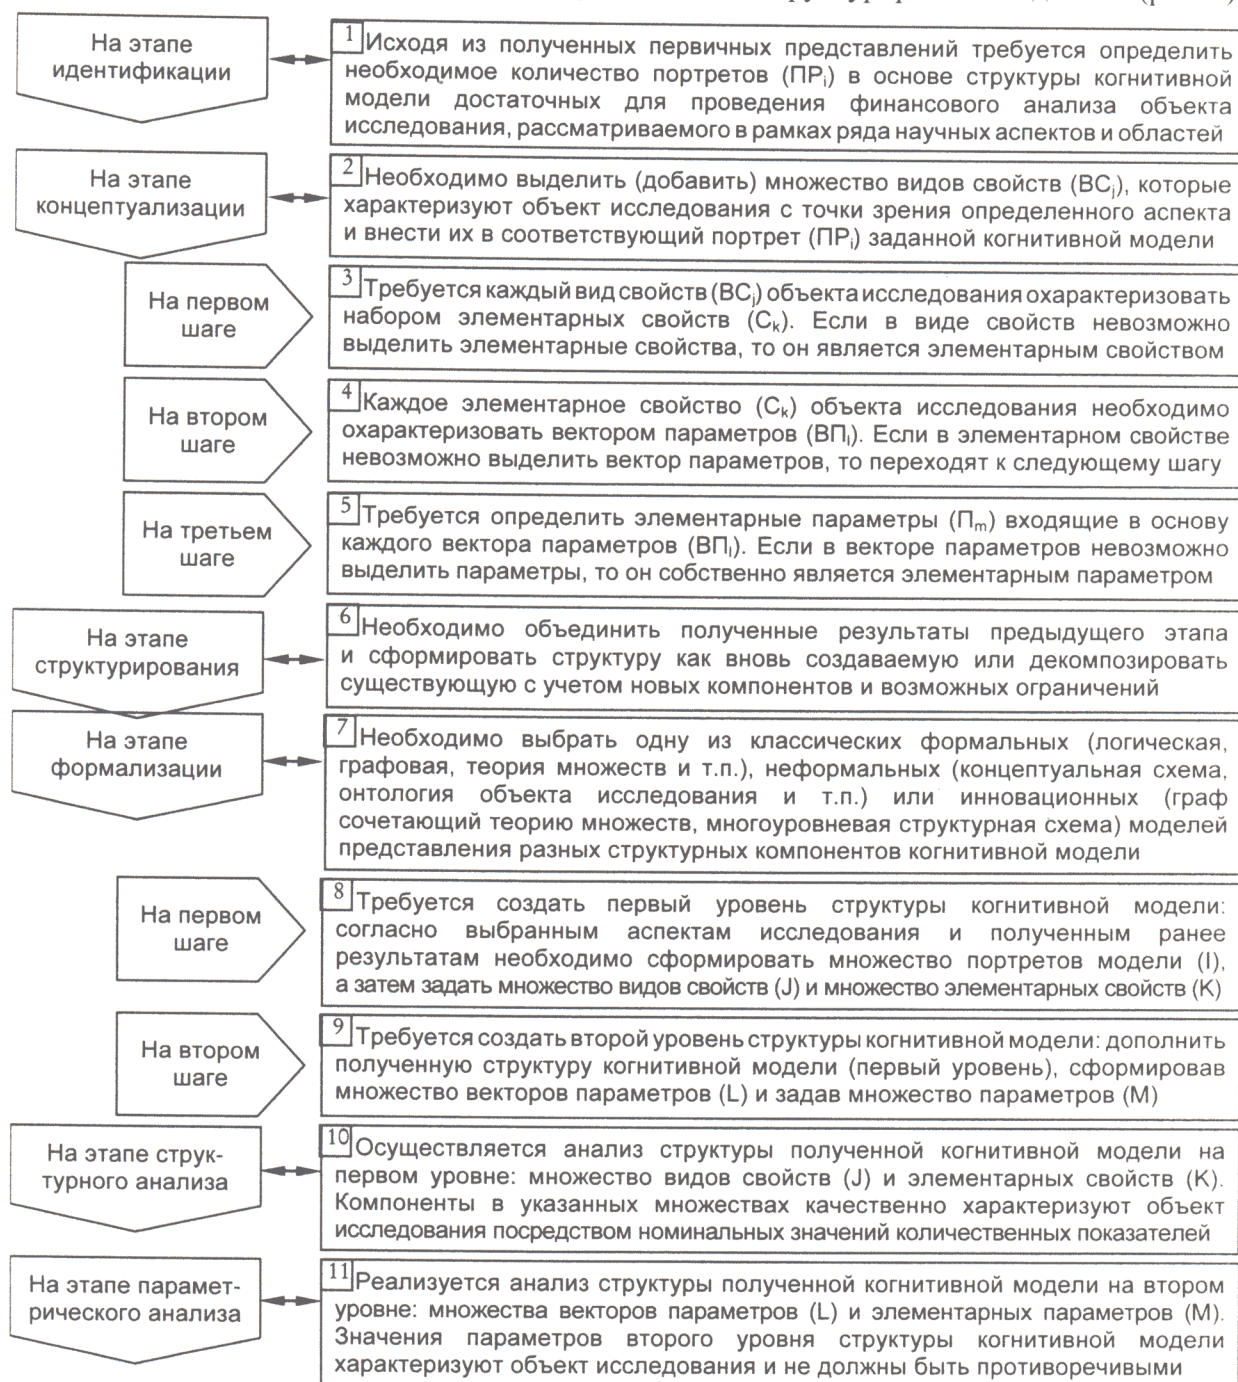 На этапе
идентификации
1 Исходя из полученных первичных представлений требуется определить
необходимое количество портретов (ПРi) в основе структуры когнитивной
модели достаточных для проведения финансового анализа объекта
исследования, рассматриваемого в рамках ряда научных аспектов и областей
На этапе
концептуализации
2 Необходимо выделить (добавить) множество видов свойств (ВСj), которые
характеризуют объект исследования с точки зрения определенного аспекта
и внести их в соответствующий портрет (ПРi) заданной когнитивной модели
На первом
шаге
3 Требуется каждый вид свойств (ВСj) объекта исследования охарактеризовать
набором элементарных свойств (Сk). Если в виде свойств невозможно
выделить элементарные свойства, то он является элементарным свойством
На втором
шаге
4 Каждое элементарное свойство (Сk) объекта исследования необходимо
охарактеризовать вектором параметров (ВПl). Если в элементарном свойстве
невозможно выделить вектор параметров, то переходят к следующему шагу
На третьем
шаге
5 Требуется определить элементарные параметры (Пm) входящие в основу
каждого вектора параметров (ВПl). Если в векторе параметров невозможно
выделить параметры, то он собственно является элементарным параметром
На этапе
структурирования
6 Необходимо объединить полученные результаты предыдущего этапа
и сформировать структуру как вновь создаваемую или декомпозировать
существующую с учетом новых компонентов и возможных ограничений
На этапе
формализации
7 Необходимо выбрать одну из классических формальных (логическая,
графовая, теория множеств и т.п.), неформальных (концептуальная схема,
онтология объекта исследования и т.п.) или инновационных (граф
сочетающий теорию множеств, многоуровневая структурная схема) моделей
представления разных структурных компонентов когнитивной модели
На первом
шаге
8 Требуется создать первый уровень структуры когнитивной модели:
согласно выбранным аспектам исследования и полученным ранее
результатам необходимо сформировать множество портретов модели (I),
а затем задать множество видов свойств (J) и множество элементарных свойств (K)
На втором
шаге
9 Требуется создать второй уровень структуры когнитивной модели: дополнить
полученную структуру когнитивной модели (первый уровень), сформировав
множество векторов параметров (L) и задав множество параметров (M)
На этапе струк-
турного анализа
10 Осуществляется анализ структуры полученной когнитивной модели на
первом уровне: множество видов свойств (J) и элементарных свойств (K).
Компоненты в указанных множествах качественно характеризуют объект
исследования посредством номинальных значений количественных показателей
На этапе парамет-
рического анализа
11 Реализуется анализ структуры полученной когнитивной модели на втором
уровне: множества векторов параметров (L) и элементарных параметров (M).
Значения параметров второго уровня структуры когнитивной модели
характеризуют объект исследования и не должны быть противоречивыми